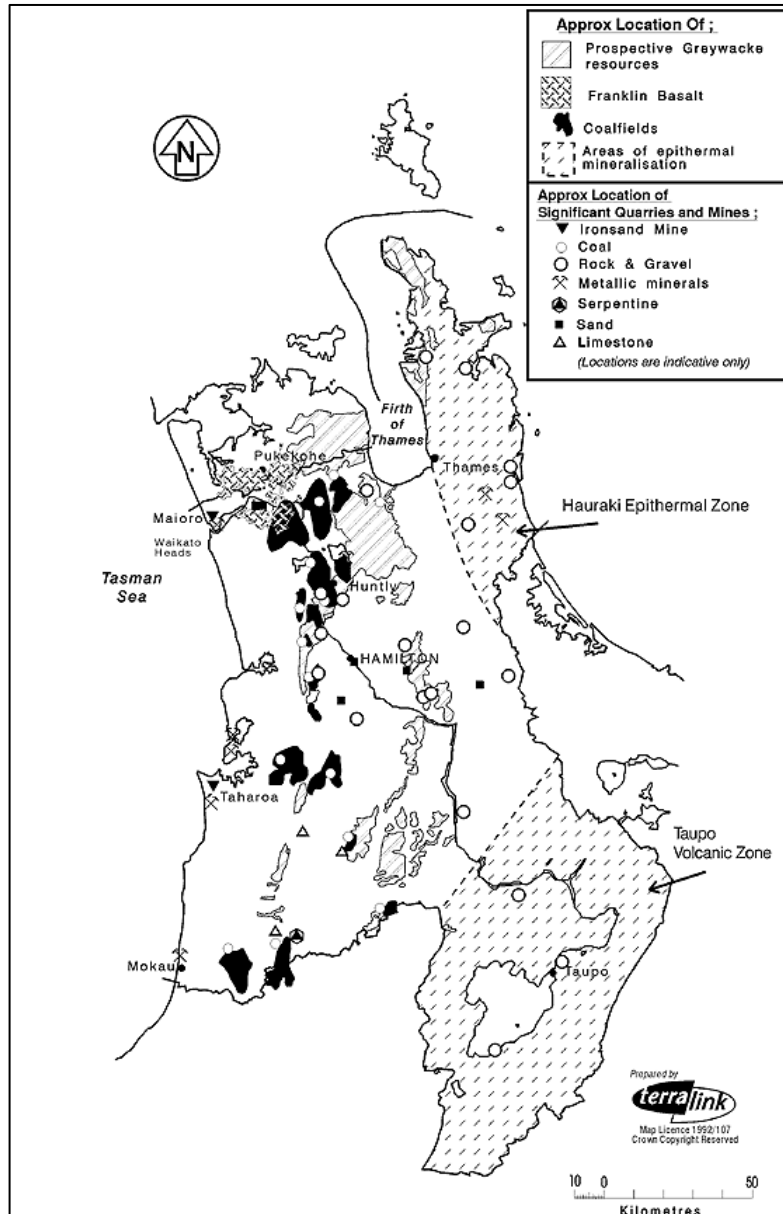 Approx Location Of ;
Prospective Greywacke
resources
Franklin Basalt
Coalfields
Areas of epithermal
mineralisation
Approx Location of
Significant Quarries and Mines ;
Ironsand Mine
Coal
Rock & Gravel
Metallic minerals
Serpentine
Sand
Limestone
(Locations are indicative only)
N
Firth
of
Thames
Pukekohe
Thames
Hauraki Epithermal Zone
Maioro
Waikato
Heads
Tasman
Sea
Huntly
HAMILTON
Taharoa
Taupo
Volcanic Zone
Mokau
Taupo
Prepared by
terralink
Map Licence 1992/107
Crown Copyright Reserved
10 0 50
Kilometres